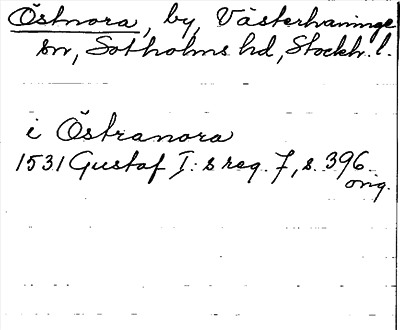 Östnora, by, Västerhaninge
sn, Sotholms hd, Stockh. l.
i Östranora
1531 Gustaf I:s reg. 7, s. 396
orig.